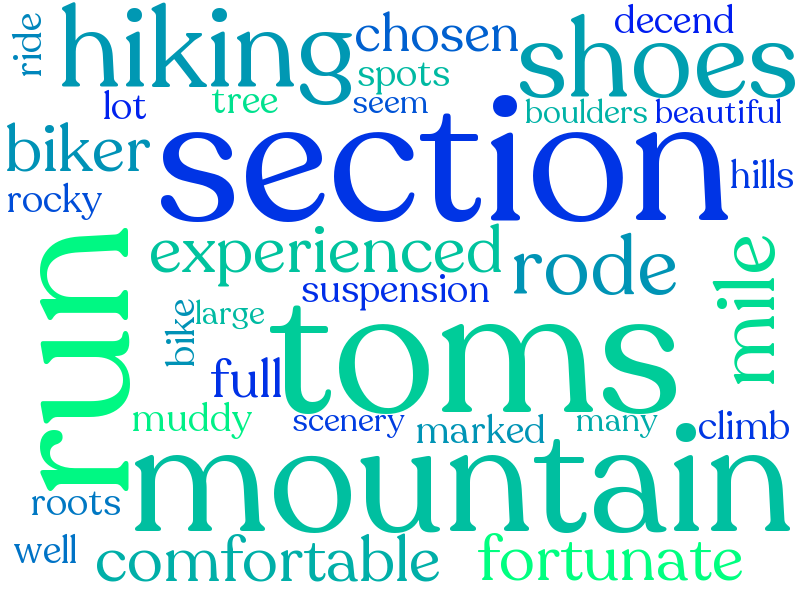 ride
hiking
chosen
shoes
decend
spots
lot
tree
seem
boulders
beautiful
biker
section
rocky
hills
run
experienced
rode
mile
suspension
bike
large
toms
full
muddy
scenery
marked
many
climb
roots
mountain
well
comfortable
fortunate